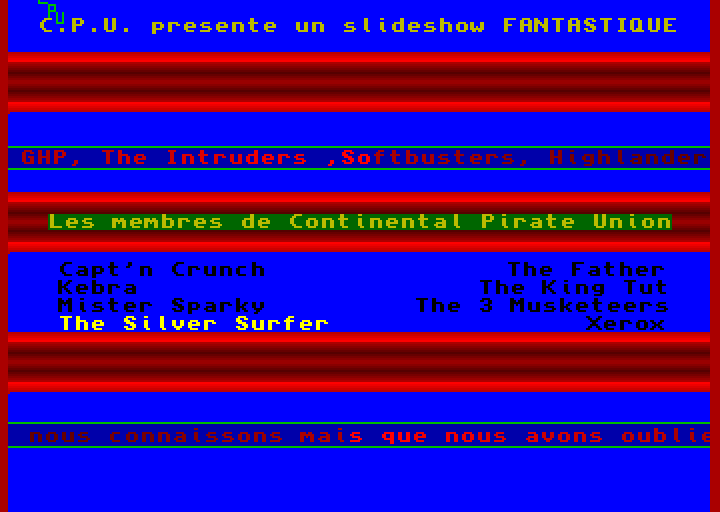 CPU
C.P.U. presente un slideshow FANTASTIQUE
GHP, The Intruders ,Softbusters, Highlander
Les membres de Continental Pirate Union
Capt'n Crunch The Father
Kebra The King Tut
Mister Sparky The 3 Musketeers
The Silver Surfer Xerox
nous connaissons mais que nous avons oublie